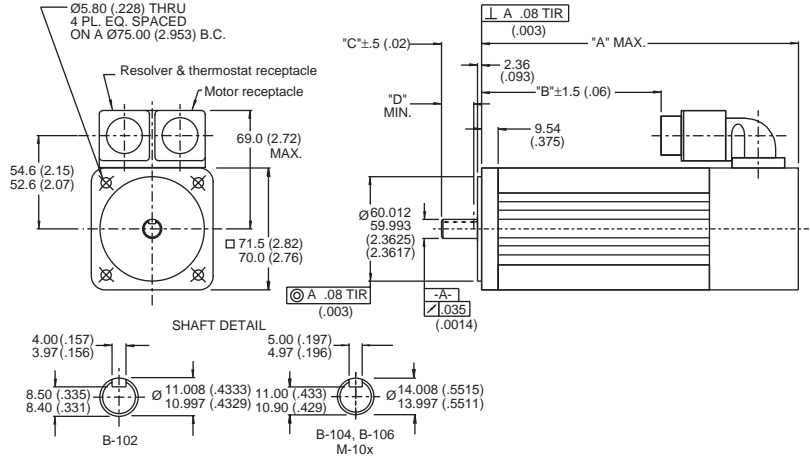 Ø5.80 (.228) THRU
4 PL. EQ. SPACED
ON A Ø75.00 (2.953) B.C.
Resolver & thermostat receptacle
Motor receptacle
54.6 (2.15)
52.6 (2.07)
69.0 (2.72)
MAX.
□ 71.5 (2.82)
70.0 (2.76)
⊥ A .08 TIR
(.003)
"C"±.5 (.02)
"A" MAX.
2.36
(.093)
"D"
MIN.
"B"±1.5 (.06)
9.54
(.375)
Ø 60.012
59.993
(2.3625)
(2.3617)
◎ A .08 TIR
(.003)
-A-
↗ .035
(.0014)
SHAFT DETAIL
4.00 (.157)
3.97 (.156)
8.50 (.335)
8.40 (.331)
Ø 11.008 (.4333)
10.997 (.4329)
B-102
5.00 (.197)
4.97 (.196)
11.00 (.433)
10.90 (.429)
Ø 14.008 (.5515)
13.997 (.5511)
B-104, B-106
M-10x